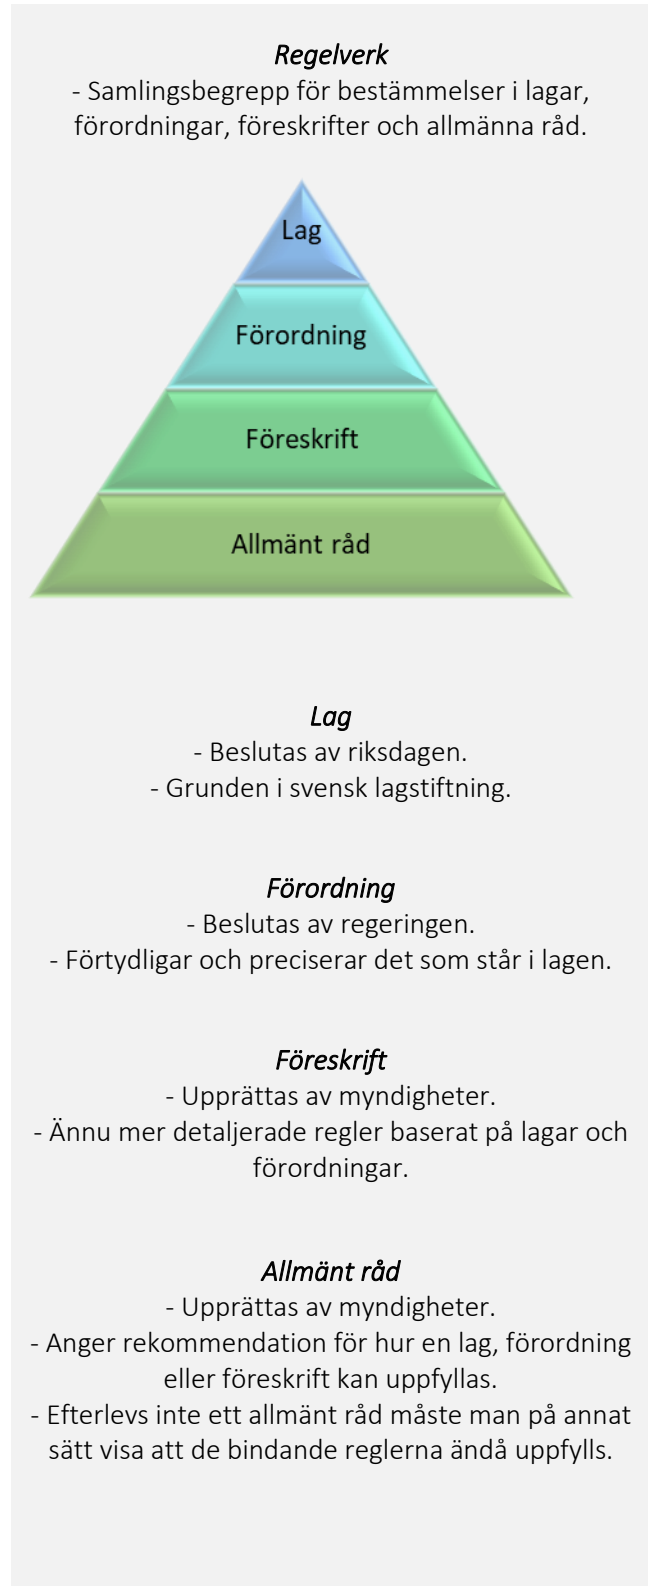 Regelverk
- Samlingsbegrepp för bestämmelser i lagar,
förordningar, föreskrifter och allmänna råd.
Lag
Förordning
Föreskrift
Allmänt råd
Lag
- Beslutas av riksdagen.
- Grunden i svensk lagstiftning.
Förordning
- Beslutas av regeringen.
- Förtydligar och preciserar det som står i lagen.
Föreskrift
- Upprättas av myndigheter.
- Ännu mer detaljerade regler baserat på lagar och
förordningar.
Allmänt råd
- Upprättas av myndigheter.
- Anger rekommendation för hur en lag, förordning
eller föreskrift kan uppfyllas.
- Efterlevs inte ett allmänt råd måste man på annat
sätt visa att de bindande reglerna ändå uppfylls.